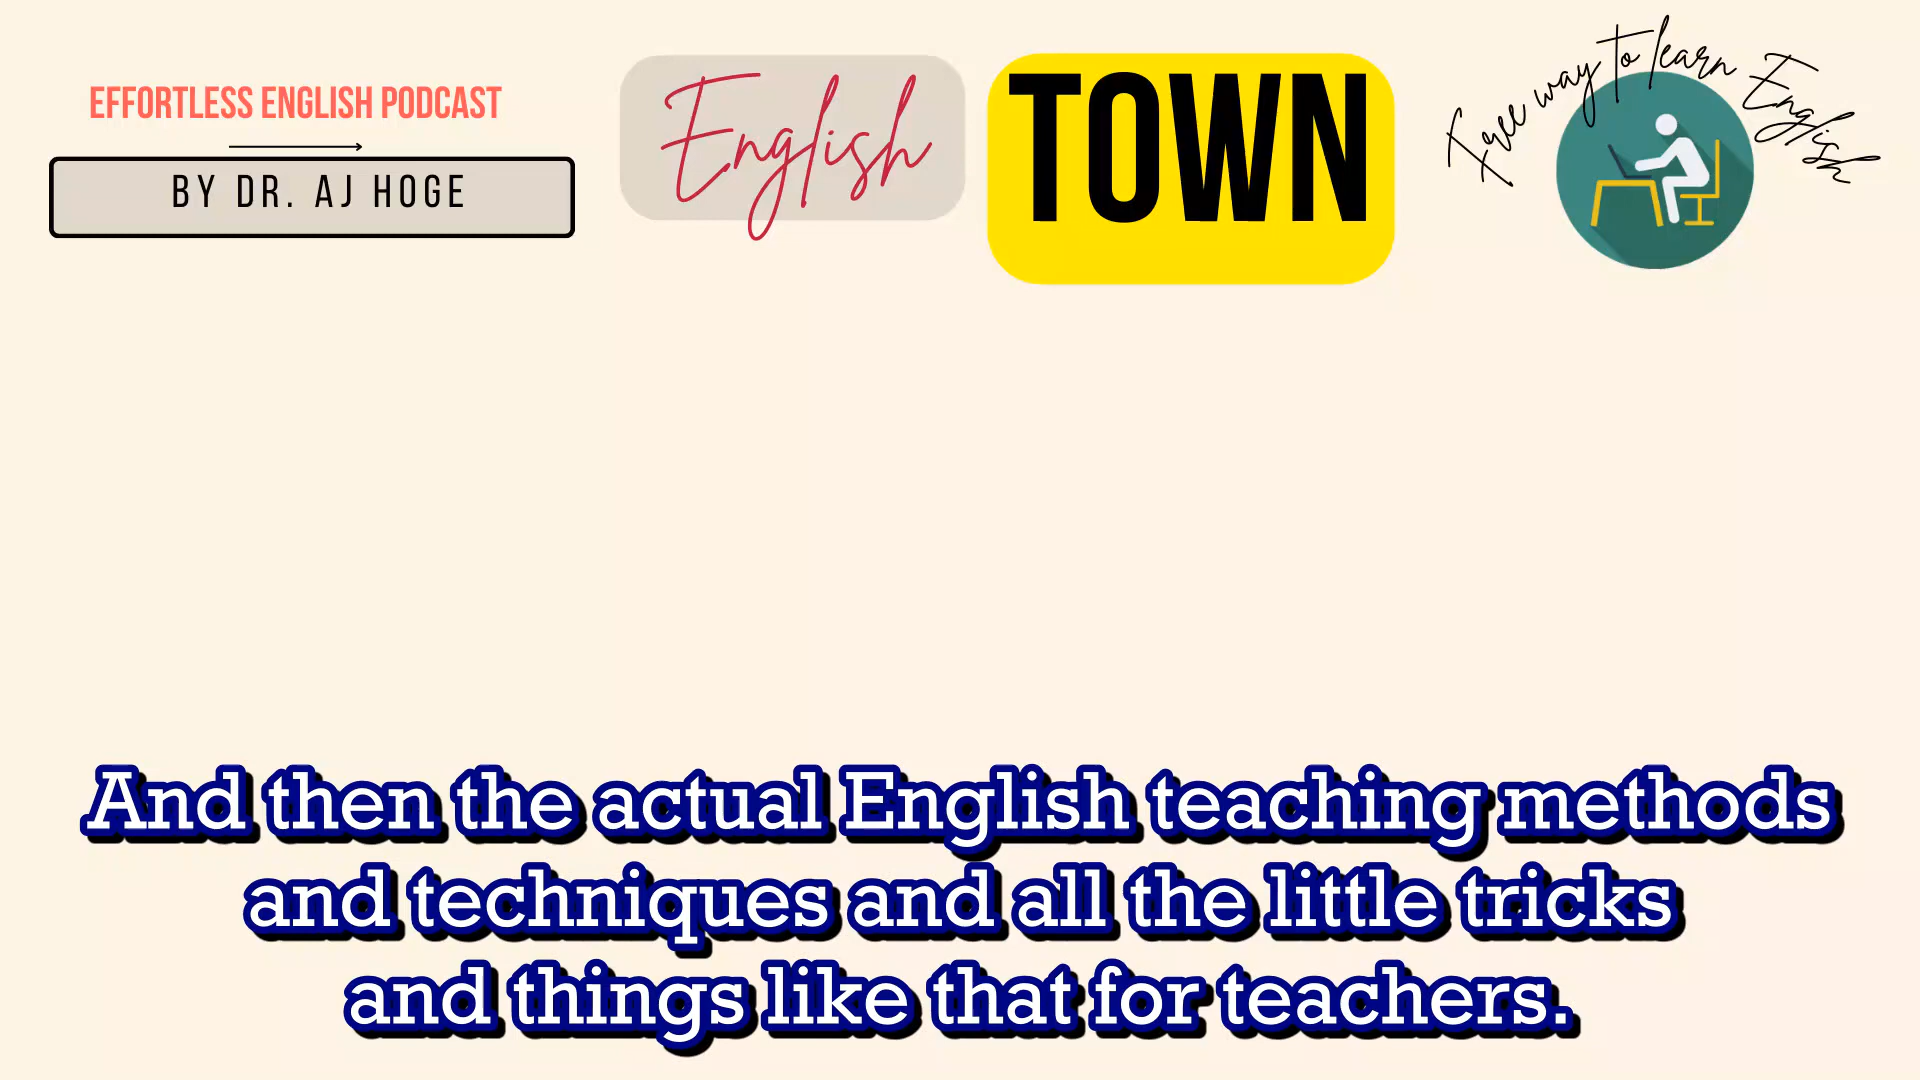 EFFORTLESS ENGLISH PODCAST
BY DR. AJ HOGE
English
TOWN
Free way to learn English
And then the actual English teaching methods
and techniques and all the little tricks
and things like that for teachers.